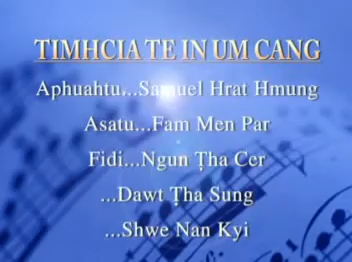 TIMHCIA TE IN UM CANG
Aphuahtu...Samuel Hrat Hmung
Asatu...Fam Men Par
Fidi...Ngun Ṭha Cer
...Dawt Ṭha Sung
...Shwe Nan Kyi